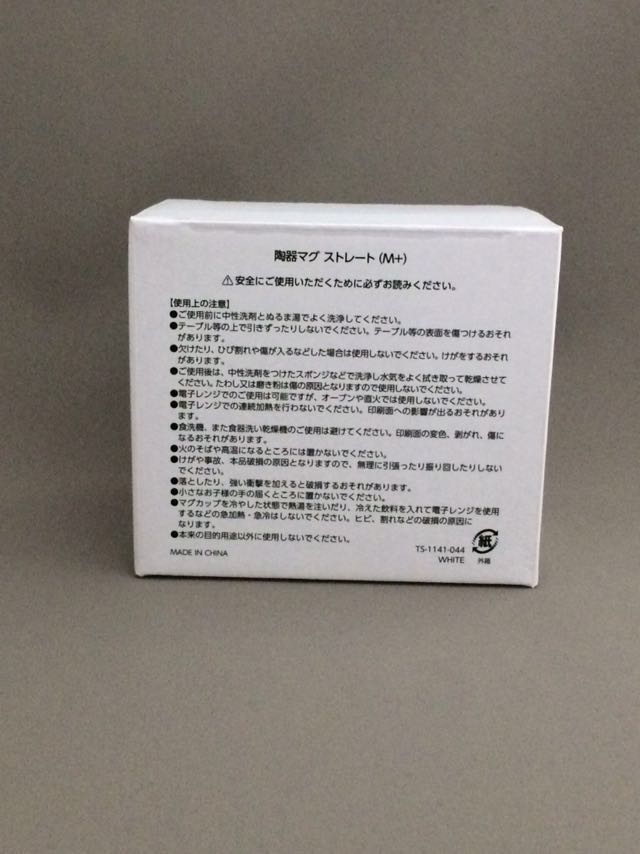 陶器マグ ストレート (M+)
⚠安全にご使用いただくために必ずお読みください。
【使用上の注意】
●ご使用前に中性洗剤とぬるま湯でよく洗浄してください。
●テーブル等の上で引きずったりしないでください。テーブル等の表面を傷つけるおそれ
があります。
●欠けたり、ひび割れや傷が入るなどした場合は使用しないでください。けがをするおそれ
があります。
●ご使用後は、中性洗剤をつけたスポンジなどで洗浄し水気をよく拭き取って乾燥させて
ください。たわし又は磨き粉は傷の原因となりますので使用しないでください。
●電子レンジでのご使用は可能ですが、オーブンや直火では使用しないでください。
●電子レンジでの連続加熱を行わないでください。印刷面への影響が出るおそれがありま
す。
●食洗機、また食器洗い乾燥機のご使用は避けてください。印刷面の変色、剥がれ、傷に
なるおそれがあります。
●火のそばや高温になるところには置かないでください。
●けがや事故、本品破損の原因となりますので、無理に引張ったり振り回したりしない
でください。
●落としたり、強い衝撃を加えると破損するおそれがあります。
●小さなお子様の手の届くところに置かないでください。
●マグカップを冷やした状態で熱湯を注いだり、冷えた飲料を入れて電子レンジを使用
するなどの急加熱・急冷はしないでください。ヒビ、割れなどの破損の原因に
なります。
●本来の目的用途以外に使用しないでください。
MADE IN CHINA
TS-1141-044
WHITE
紙
外箱